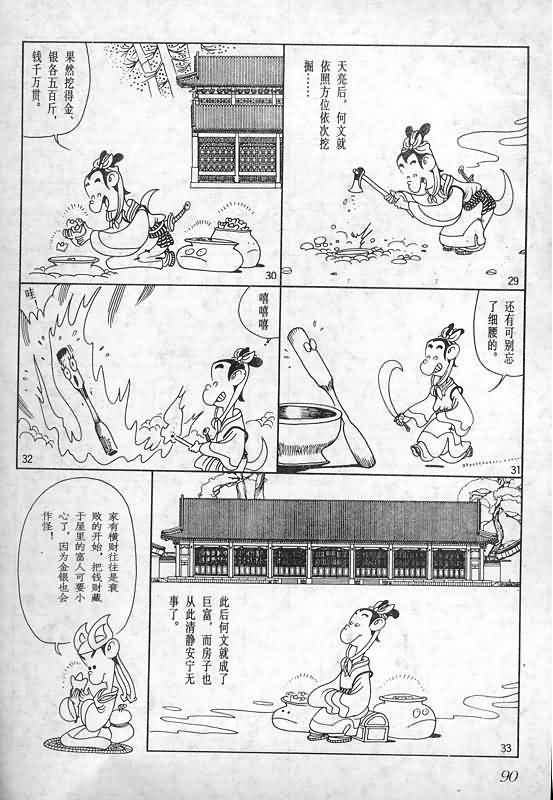 天亮后，何文就
依照方位依次挖
掘……
29
果然挖得金、
银各五百斤，
钱千万贯。
30
还有可别忘
了细腰的。
31
嘻嘻嘻
哇！
32
此后何文就成了
巨富，而房子也
从此清静安宁无
事了。
33
家有横财往往是衰
败的开始，把钱财藏
于屋里的富人可要小
心了，因为金银也会
作怪！
90